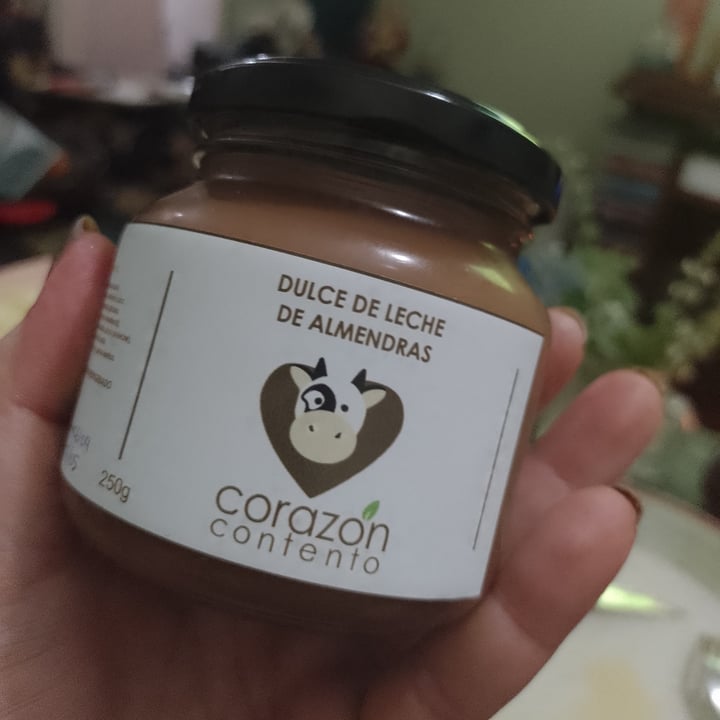 DULCE DE LECHE
DE ALMENDRAS
corazón
contento
250g